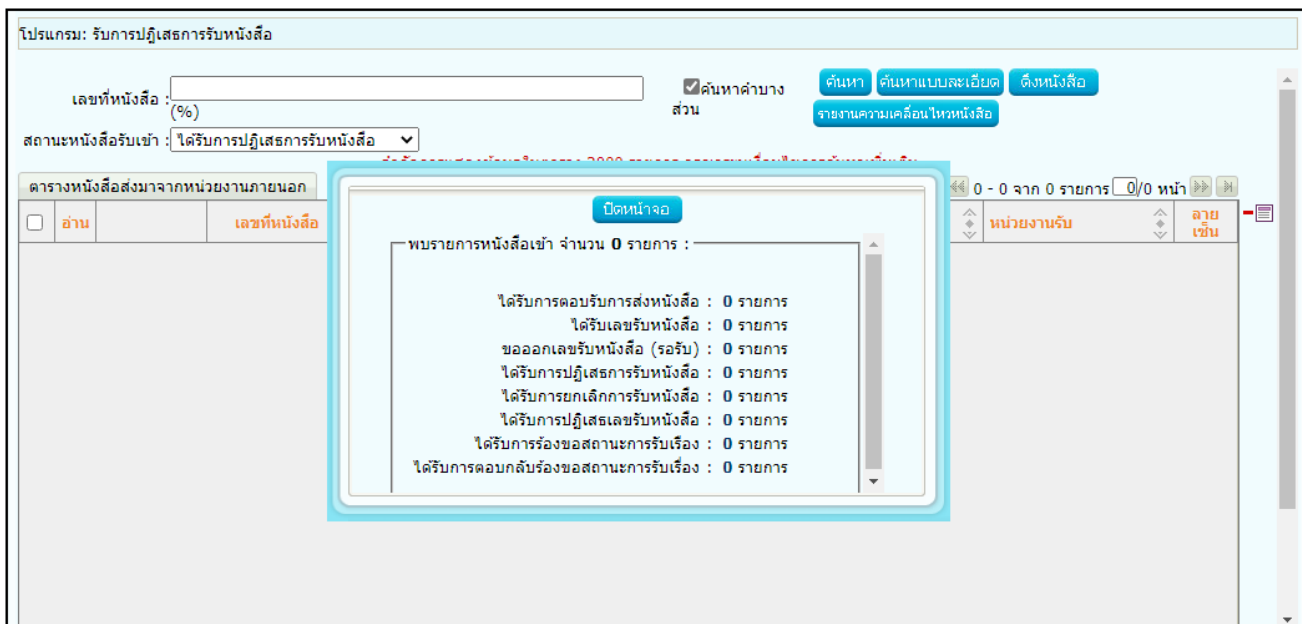 โปรแกรม: รับการปฏิเสธการรับหนังสือ
เลขที่หนังสือ :
(%)
ค้นหาคำบาง
ส่วน
ค้นหา ค้นหาแบบละเอียด ดึงหนังสือ
รายงานความเคลื่อนไหวหนังสือ
สถานะหนังสือรับเข้า : ได้รับการปฏิเสธการรับหนังสือ
ตารางหนังสือส่งมาจากหน่วยงานภายนอก
0 - 0 จาก 0 รายการ 0/0 หน้า
อ่าน เลขที่หนังสือ หน่วยงานรับ ลาย
เซ็น
ปิดหน้าจอ
พบรายการหนังสือเข้า จำนวน 0 รายการ :
ได้รับการตอบรับการส่งหนังสือ : 0 รายการ
ได้รับเลขรับหนังสือ : 0 รายการ
ขอออกเลขรับหนังสือ (รอรับ) : 0 รายการ
ได้รับการปฏิเสธการรับหนังสือ : 0 รายการ
ได้รับการยกเลิกการรับหนังสือ : 0 รายการ
ได้รับการปฏิเสธเลขรับหนังสือ : 0 รายการ
ได้รับการร้องขอสถานะการรับเรื่อง : 0 รายการ
ได้รับการตอบกลับร้องขอสถานะการรับเรื่อง : 0 รายการ